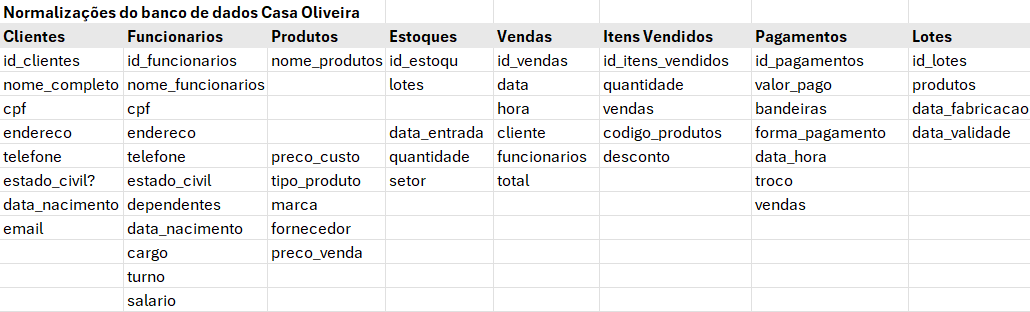 Normalizações do banco de dados Casa Oliveira
Clientes Funcionarios Produtos Estoques Vendas Itens Vendidos Pagamentos Lotes
id_clientes id_funcionarios nome_produtos id_estoqu id_vendas id_itens_vendidos id_pagamentos id_lotes
nome_completo nome_funcionarios lotes data quantidade valor_pago produtos
cpf cpf hora vendas bandeiras data_fabricacao
endereco endereco data_entrada cliente codigo_produtos forma_pagamento data_validade
telefone telefone preco_custo quantidade funcionarios desconto data_hora
estado_civil? estado_civil tipo_produto setor total troco
data_nacimento dependentes marca vendas
email data_nacimento fornecedor
cargo preco_venda
turno
salario